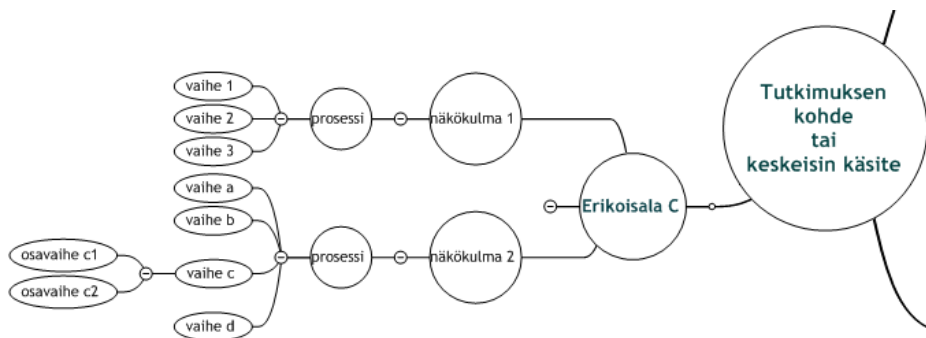 vaihe 1
vaihe 2
vaihe 3
prosessi
näkökulma 1
Tutkimuksen
kohde
tai
keskeisin käsite
vaihe a
vaihe b
Erikoisala C
osavaihe c1
osavaihe c2
vaihe c
prosessi
näkökulma 2
vaihe d